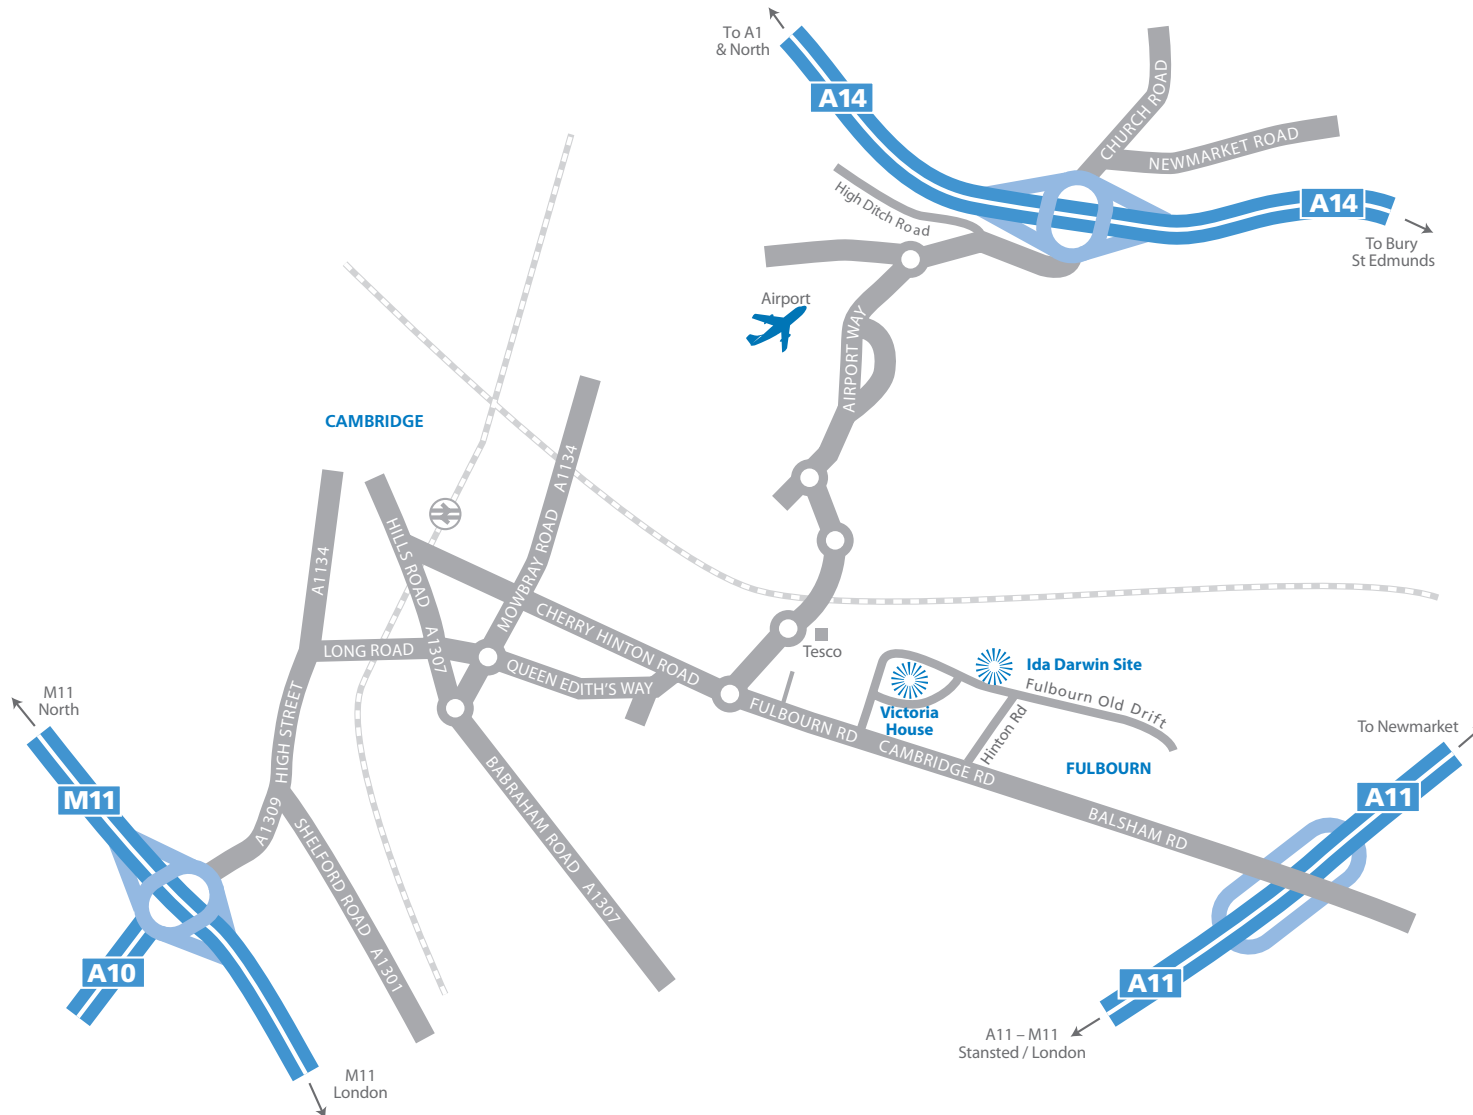 To A1
& North
A14
CHURCH ROAD
NEWMARKET ROAD
High Ditch Road
A14
To Bury
St Edmunds
Airport
AIRPORT WAY
CAMBRIDGE
A1134
MOWBRAY ROAD
A1134
HILLS ROAD
A1307
CHERRY HINTON ROAD
LONG ROAD
QUEEN EDITH'S WAY
Tesco
Ida Darwin Site
Fulbourn Old Drift
Victoria
House
FULBOURN RD
CAMBRIDGE RD
Hinton Rd
FULBOURN
BALSHAM RD
To Newmarket
A11
A11
A11 – M11
Stansted / London
M11
North
M11
HIGH STREET
A1309
SHELFORD ROAD A1301
BABRAHAM ROAD A1307
A10
M11
London